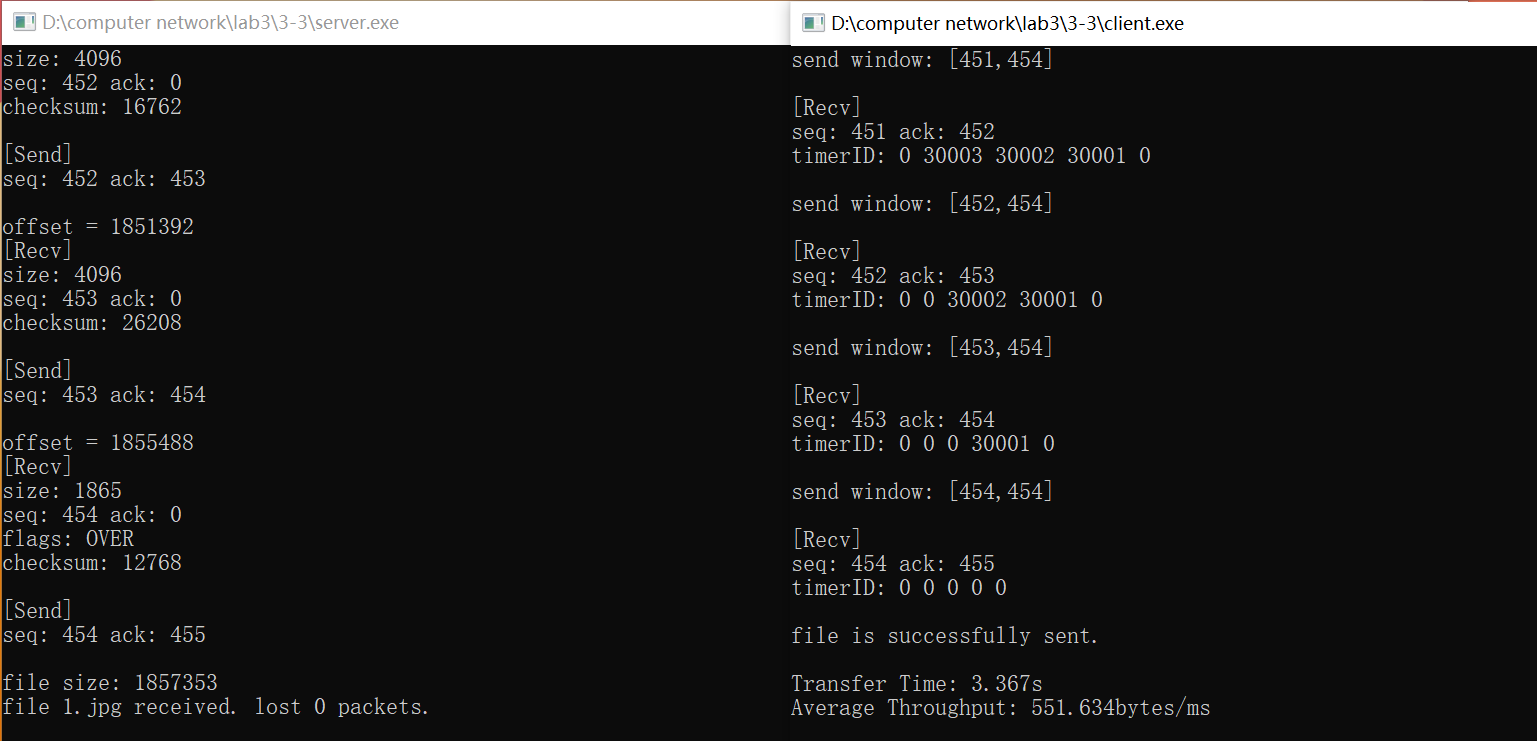 D:\computer network\lab3\3-3\server.exe
size: 4096
seq: 452 ack: 0
checksum: 16762
[Send]
seq: 452 ack: 453
offset = 1851392
[Recv]
size: 4096
seq: 453 ack: 0
checksum: 26208
[Send]
seq: 453 ack: 454
offset = 1855488
[Recv]
size: 1865
seq: 454 ack: 0
flags: OVER
checksum: 12768
[Send]
seq: 454 ack: 455
file size: 1857353
file 1.jpg received. lost 0 packets.
D:\computer network\lab3\3-3\client.exe
send window: [451,454]
[Recv]
seq: 451 ack: 452
timerID: 0 30003 30002 30001 0
send window: [452,454]
[Recv]
seq: 452 ack: 453
timerID: 0 0 30002 30001 0
send window: [453,454]
[Recv]
seq: 453 ack: 454
timerID: 0 0 0 30001 0
send window: [454,454]
[Recv]
seq: 454 ack: 455
timerID: 0 0 0 0 0
file is successfully sent.
Transfer Time: 3.367s
Average Throughput: 551.634bytes/ms